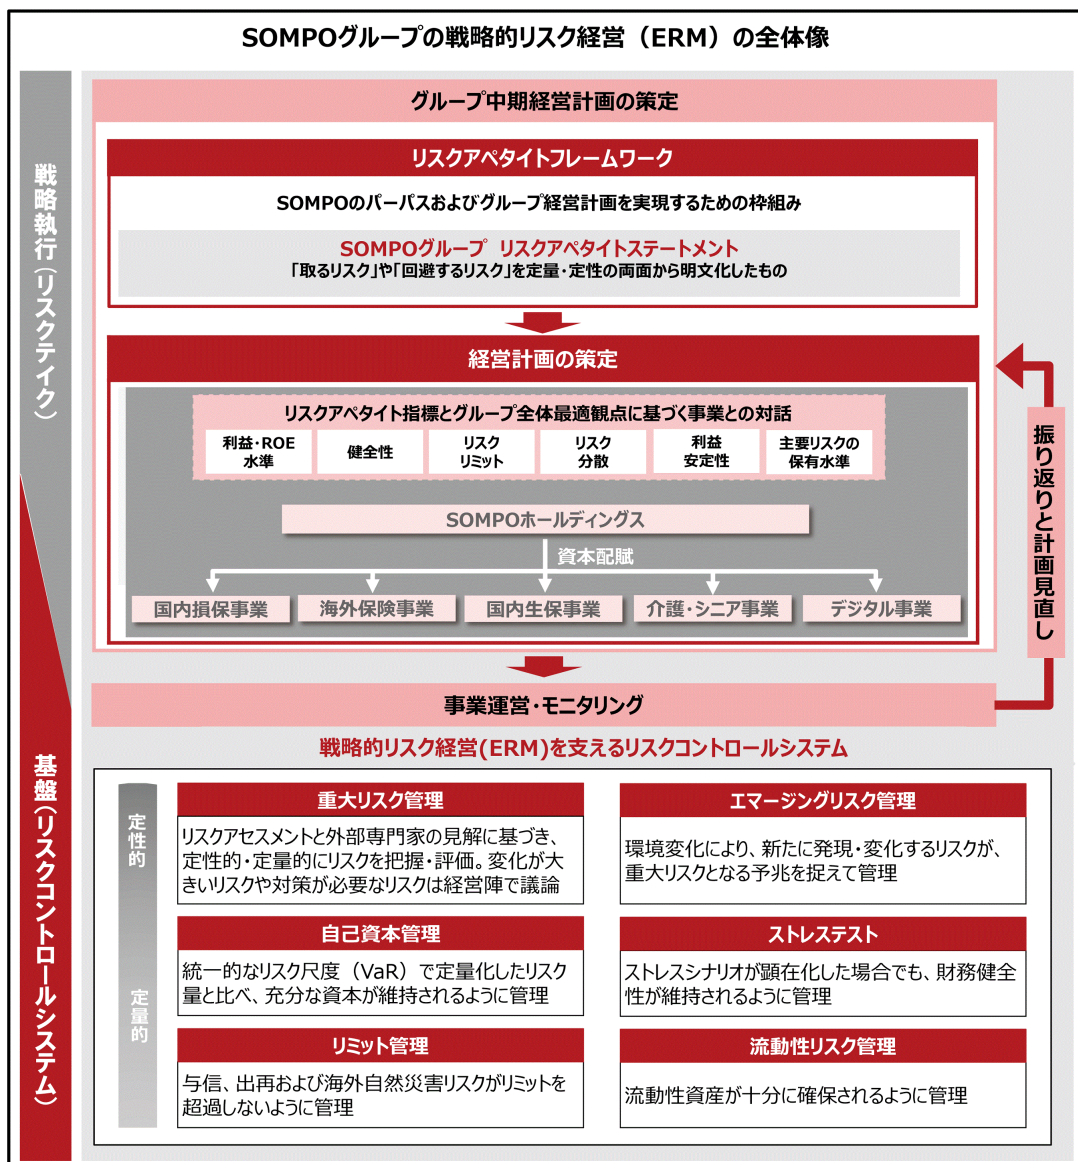 SOMPOグループの戦略的リスク経営（ERM）の全体像
戦略執行（リスクテイク）
グループ中期経営計画の策定
リスクアペタイトフレームワーク
SOMPOのパーパスおよびグループ経営計画を実現するための枠組み
SOMPOグループ リスクアペタイトステートメント
「取るリスク」や「回避するリスク」を定量・定性の両面から明文化したもの
経営計画の策定
リスクアペタイト指標とグループ全体最適観点に基づく事業との対話
利益・ROE
水準
健全性
リスク
リミット
リスク
分散
利益
安定性
主要リスクの
保有水準
SOMPOホールディングス
資本配賦
国内損保事業
海外保険事業
国内生保事業
介護・シニア事業
デジタル事業
振り返りと計画見直し
事業運営・モニタリング
基盤（リスクコントロールシステム）
戦略的リスク経営(ERM)を支えるリスクコントロールシステム
定性的
定量的
重大リスク管理
リスクアセスメントと外部専門家の見解に基づき、
定性的・定量的にリスクを把握・評価。変化が大
きいリスクや対策が必要なリスクは経営陣で議論
エマージングリスク管理
環境変化により、新たに発現・変化するリスクが、
重大リスクとなる予兆を捉えて管理
自己資本管理
統一的なリスク尺度（VaR）で定量化したリスク
量と比べ、充分な資本が維持されるように管理
ストレステスト
ストレスシナリオが顕在化した場合でも、財務健全
性が維持されるように管理
リミット管理
与信、出再および海外自然災害リスクがリミットを
超過しないように管理
流動性リスク管理
流動性資産が十分に確保されるように管理